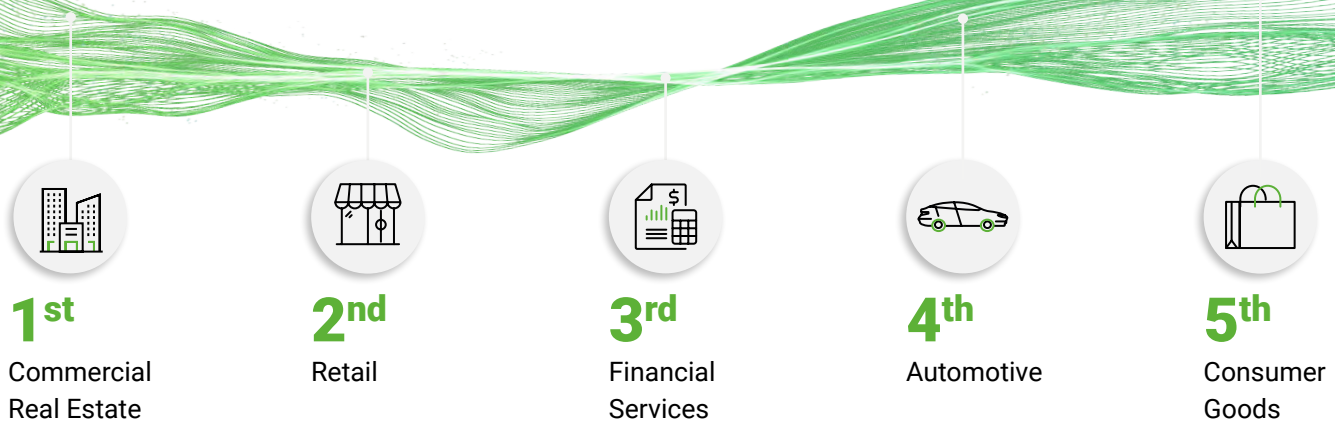 1st
Commercial
Real Estate
2nd
Retail
3rd
Financial
Services
4th
Automotive
5th
Consumer
Goods